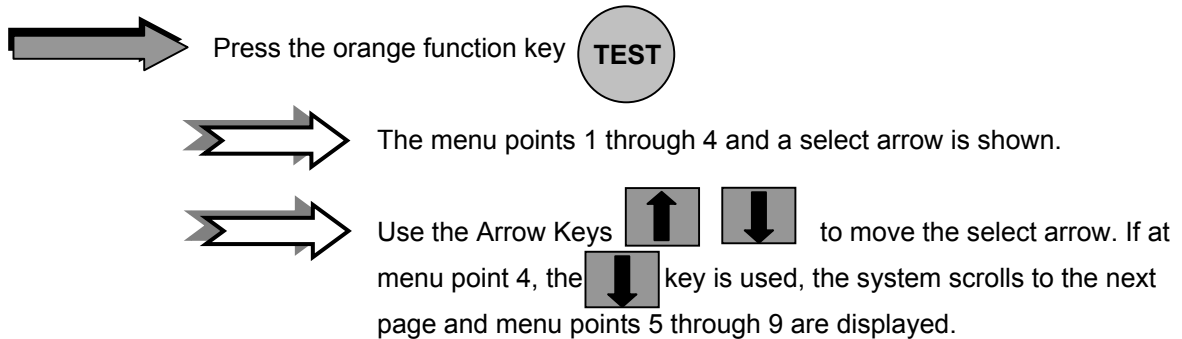 Press the orange function key TEST
The menu points 1 through 4 and a select arrow is shown.
Use the Arrow Keys to move the select arrow. If at
menu point 4, the key is used, the system scrolls to the next
page and menu points 5 through 9 are displayed.